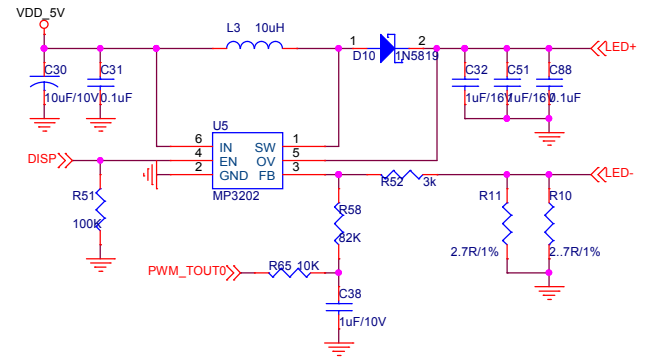 VDD_5V
L3 10uH
1 2
D10 1N5819
LED+
C30
10uF/10V
C31
0.1uF
C32
1uF/16V
C51
1uF/16V
C88
0.1uF
U5
6 IN SW 1
4 EN OV 5
2 GND FB 3
MP3202
DISP
R51
100K
R52 3k
LED-
R58
82K
R11
2.7R/1%
R10
2..7R/1%
PWM_TOUT0
R65 10K
C38
1uF/10V